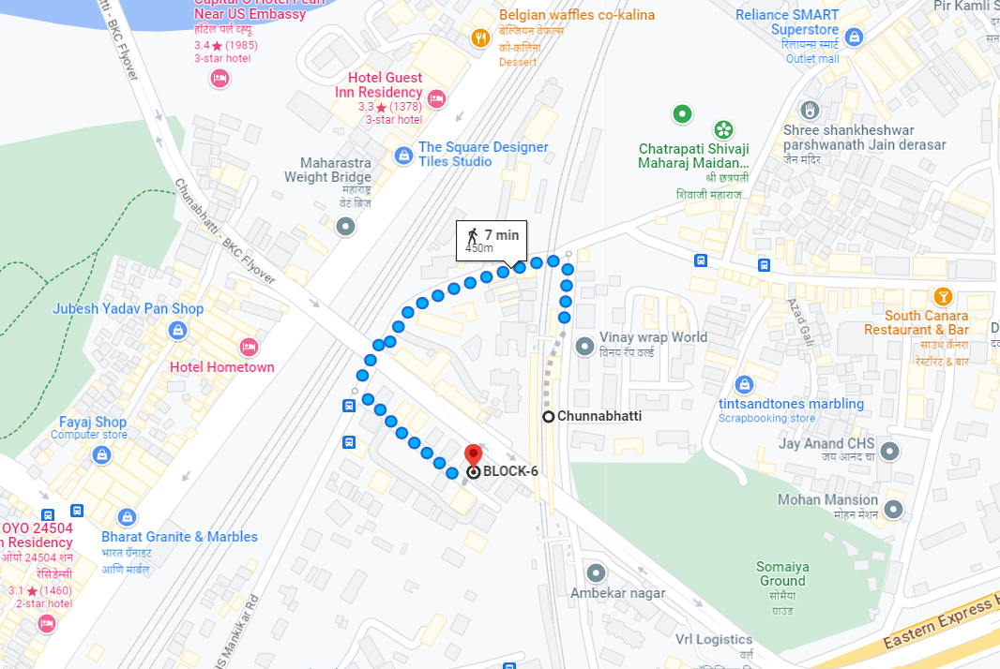 Near US Embassy
हॉटेल पर्ल व्ह्यू
3.4★(1985)
3-star hotel
Belgian waffles co-kalina
बेल्जियन वेफल्स
को-कलिना
Dessert
Reliance SMART
Superstore
रिलायन्स स्मार्ट
Outlet mall
Pir Kamli S
Hotel Guest
Inn Residency
3.3★(1378)
3-star hotel
The Square Designer
Tiles Studio
Maharastra
Weight Bridge
महाराष्ट्र
वेट ब्रिज
Shree shankheshwar
parshwanath Jain derasar
जैन मंदिर
Chatrapati Shivaji
Maharaj Maidan...
श्री छत्रपती
शिवाजी महाराज...
- BKC Flyover
Chunabhatti - BKC Flyover
7 min
450m
Jubesh Yadav Pan Shop
Hotel Hometown
South Canara
Restaurant & Bar
साउथ कॅनरा
रेस्टॉरंट & बार
Azad Gali
Vinay wrap World
विनय रॅप वर्ल्ड
tintsandtones marbling
Scrapbooking store
Chunnabhatti
Fayaj Shop
Computer store
BLOCK-6
Jay Anand CHS
जय आनंद चा
Mohan Mansion
मोहन मेंशन
OYO 24504
n Residency
ओयो 24504 शन
रेसिडेन्सी
3.1★(1460)
2-star hotel
Bharat Granite & Marbles
भारत ग्रॅनाइट
आणि मार्बल
Somaiya
Ground
सोमैया
ग्राउंड
Ambekar nagar
Eastern Express H
Vrl Logistics
वर्ल
HS Mankikar Rd